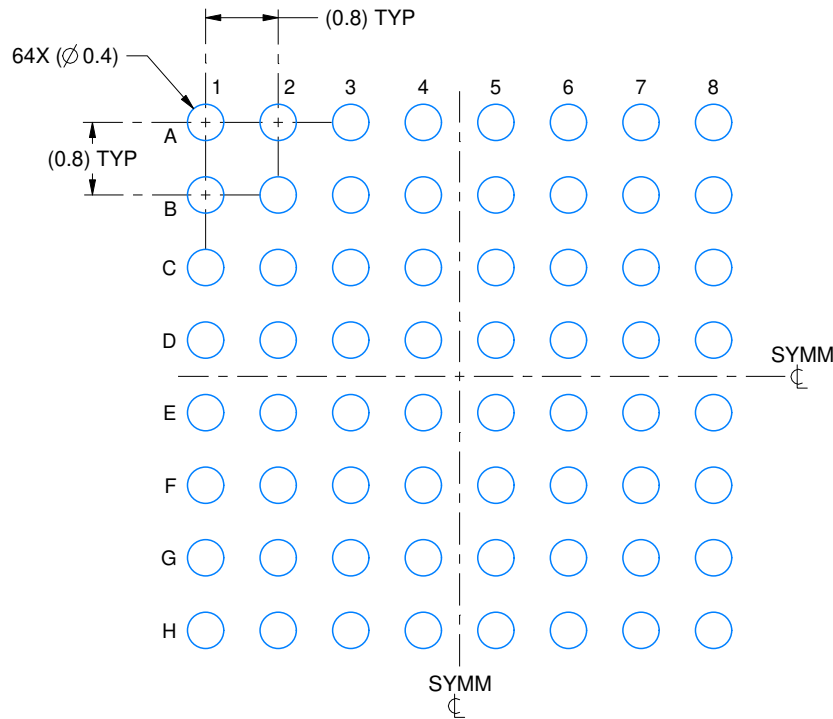 (0.8) TYP
64X (∅ 0.4)
1 2 3 4 5 6 7 8
A
(0.8) TYP
B
C
D
SYMM
℄
E
F
G
H
SYMM
℄